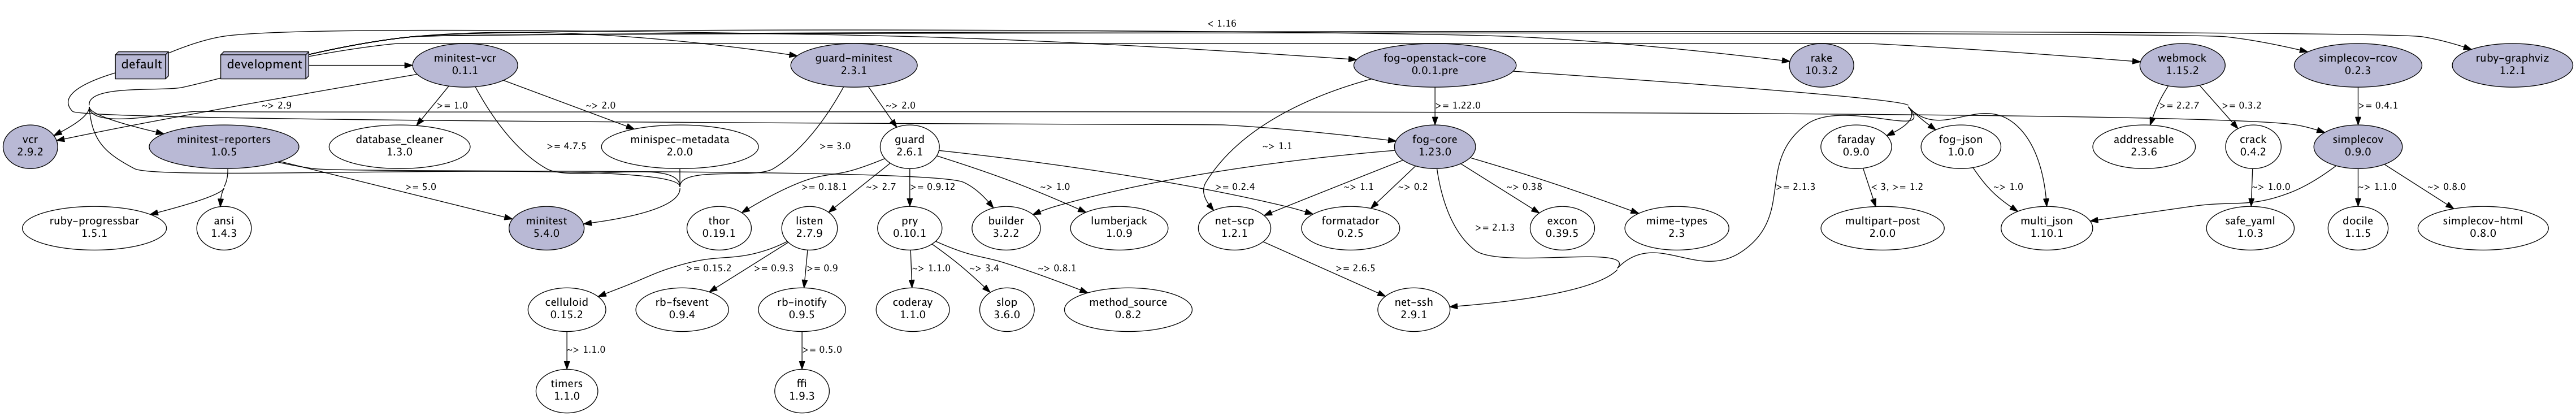 < 1.16
default
development
minitest-vcr
0.1.1
guard-minitest
2.3.1
fog-openstack-core
0.0.1.pre
rake
10.3.2
webmock
1.15.2
simplecov-rcov
0.2.3
ruby-graphviz
1.2.1
~> 2.9
>= 1.0
~> 2.0
~> 2.0
>= 1.22.0
>= 2.2.7
>= 0.3.2
>= 0.4.1
vcr
2.9.2
minitest-reporters
1.0.5
database_cleaner
1.3.0
>= 4.7.5
minispec-metadata
2.0.0
>= 3.0
guard
2.6.1
~> 1.1
fog-core
1.23.0
faraday
0.9.0
fog-json
1.0.0
addressable
2.3.6
crack
0.4.2
simplecov
0.9.0
>= 5.0
>= 0.18.1
~> 2.7
>= 0.9.12
~> 1.0
>= 0.2.4
~> 1.1
~> 0.2
~> 0.38
>= 2.1.3
< 3, >= 1.2
~> 1.0
~> 1.0.0
~> 1.1.0
~> 0.8.0
ruby-progressbar
1.5.1
ansi
1.4.3
minitest
5.4.0
thor
0.19.1
listen
2.7.9
pry
0.10.1
builder
3.2.2
lumberjack
1.0.9
net-scp
1.2.1
formatador
0.2.5
>= 2.1.3
excon
0.39.5
mime-types
2.3
multipart-post
2.0.0
multi_json
1.10.1
safe_yaml
1.0.3
docile
1.1.5
simplecov-html
0.8.0
>= 0.15.2
>= 0.9.3
>= 0.9
~> 1.1.0
~> 3.4
~> 0.8.1
>= 2.6.5
celluloid
0.15.2
rb-fsevent
0.9.4
rb-inotify
0.9.5
coderay
1.1.0
slop
3.6.0
method_source
0.8.2
net-ssh
2.9.1
~> 1.1.0
>= 0.5.0
timers
1.1.0
ffi
1.9.3